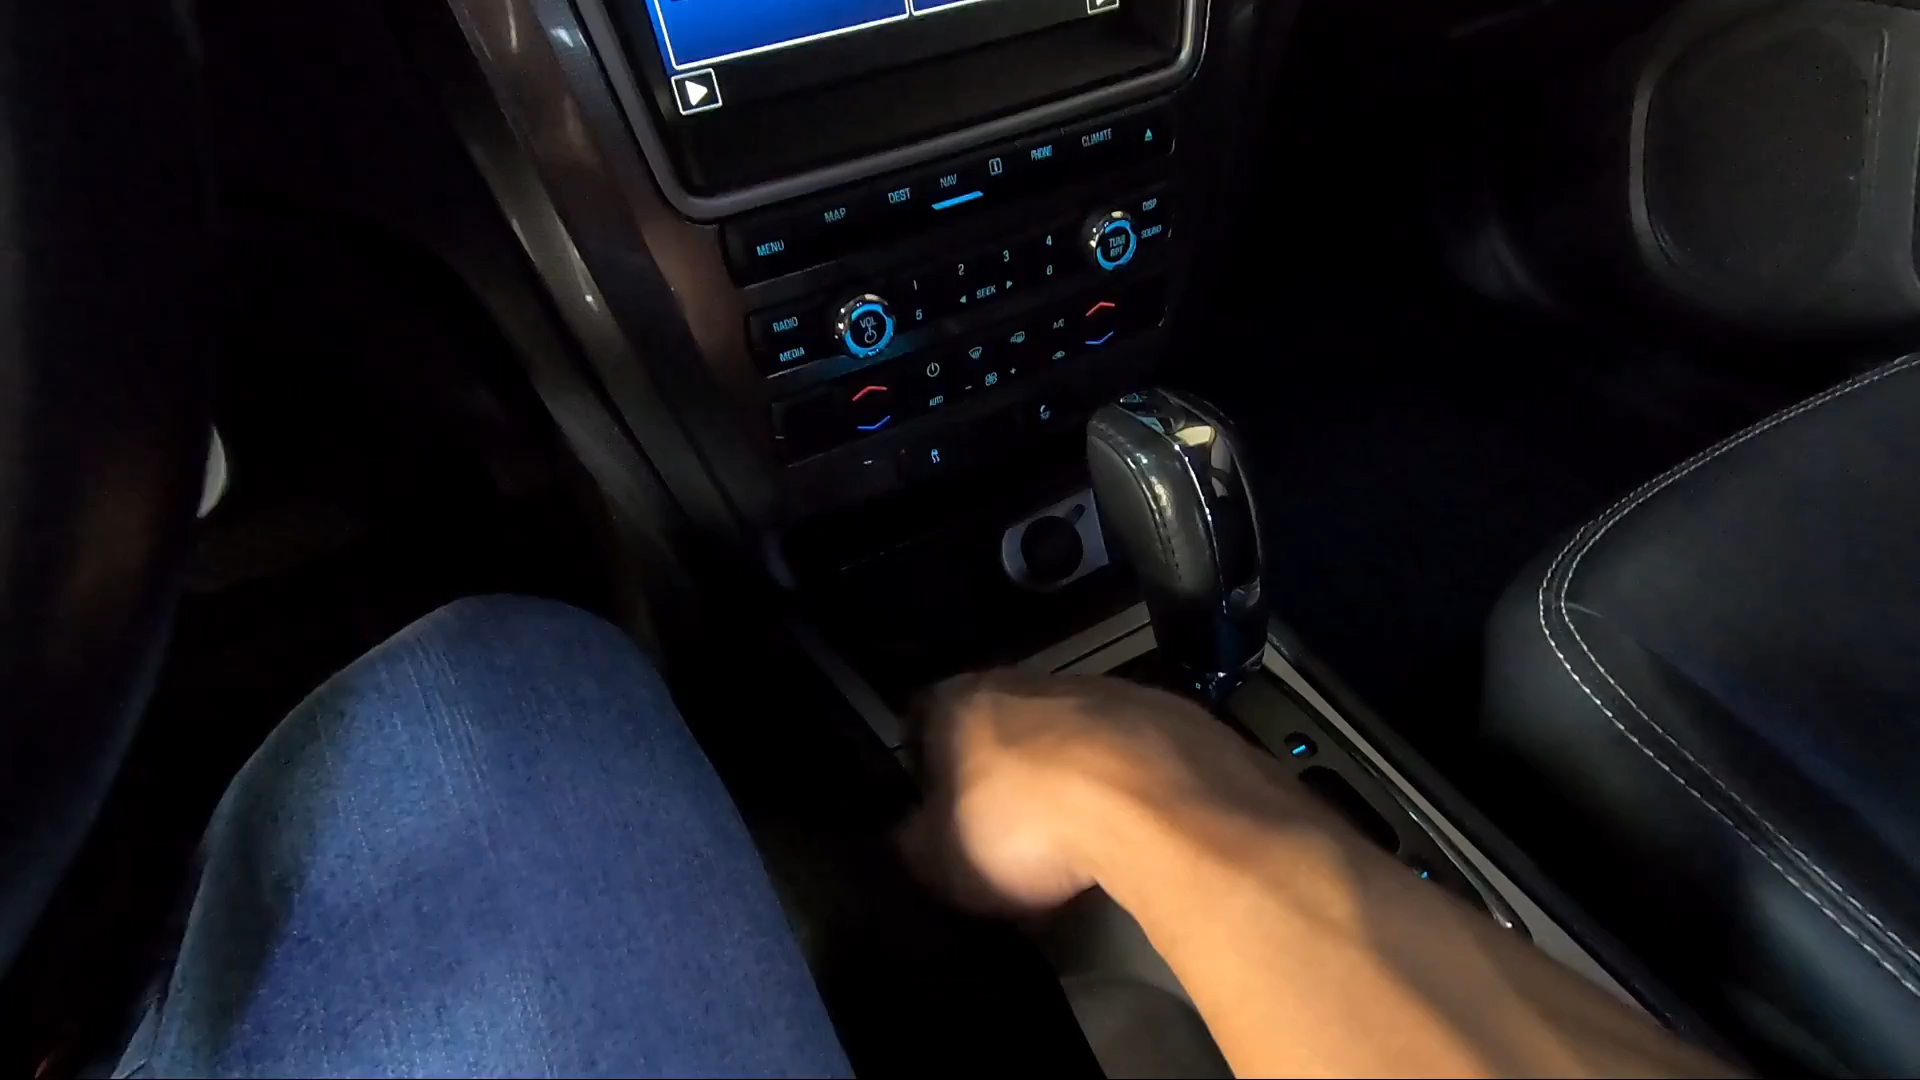 MENU MAP DEST NAV i PHONE CLIMATE
RADIO
MEDIA
VOL
1 2 3 4
5 SEEK 6
TUNE
RPT
DISP
SOUND
A/C
AUTO